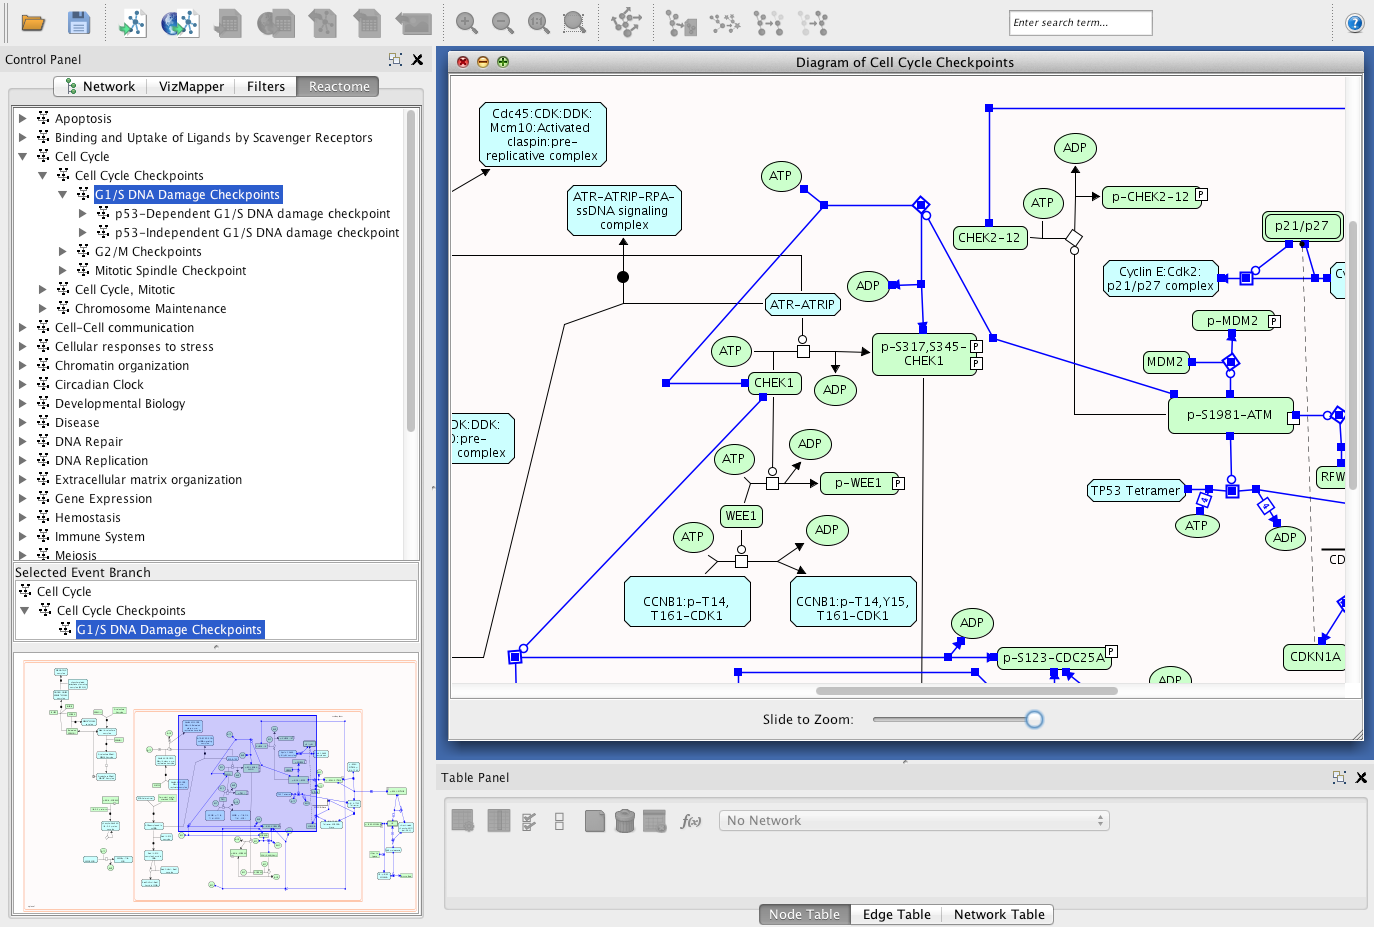 Enter search term...
?
Control Panel
Network
VizMapper
Filters
Reactome
Apoptosis
Binding and Uptake of Ligands by Scavenger Receptors
Cell Cycle
Cell Cycle Checkpoints
G1/S DNA Damage Checkpoints
p53-Dependent G1/S DNA damage checkpoint
p53-Independent G1/S DNA damage checkpoint
G2/M Checkpoints
Mitotic Spindle Checkpoint
Cell Cycle, Mitotic
Chromosome Maintenance
Cell-Cell communication
Cellular responses to stress
Chromatin organization
Circadian Clock
Developmental Biology
Disease
DNA Repair
DNA Replication
Extracellular matrix organization
Gene Expression
Hemostasis
Immune System
Meiosis
Selected Event Branch
Cell Cycle
Cell Cycle Checkpoints
G1/S DNA Damage Checkpoints
Diagram of Cell Cycle Checkpoints
Cdc45:CDK:DDK:
Mcm10:Activated
claspin:pre-
replicative complex
ATR-ATRIP-RPA-
ssDNA signaling
complex
ATP
ADP
ATP
p-CHEK2-12
P
CHEK2-12
p21/p27
Cyclin E:Cdk2:
p21/p27 complex
Cy
ADP
ATR-ATRIP
p-MDM2
P
MDM2
ATP
p-S317,S345-
CHEK1
P
P
CHEK1
ADP
p-S1981-ATM
DK:DDK:
):pre-
complex
ATP
ADP
p-WEE1
P
WEE1
RFW
TP53 Tetramer
4
4
ATP
ADP
ATP
ADP
CD
CCNB1:p-T14,
T161-CDK1
CCNB1:p-T14,Y15,
T161-CDK1
ADP
p-S123-CDC25A
P
CDKN1A
ADP
Slide to Zoom:
Table Panel
f(x)
No Network
Node Table
Edge Table
Network Table